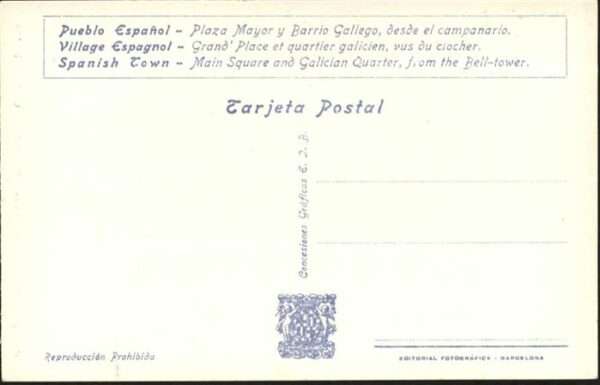 Pueblo Español – Plaza Mayor y Barrio Gallego, desde el campanario.
Village Espagnol – Grand' Place et quartier galicien, vus du clocher.
Spanish Town – Main Square and Galician Quarter, from the Bell-tower.
Tarjeta Postal
Concesiones Gráficas E. I. B.
Reproducción Prohibida
EDITORIAL FOTOGRÁFICA - BARCELONA